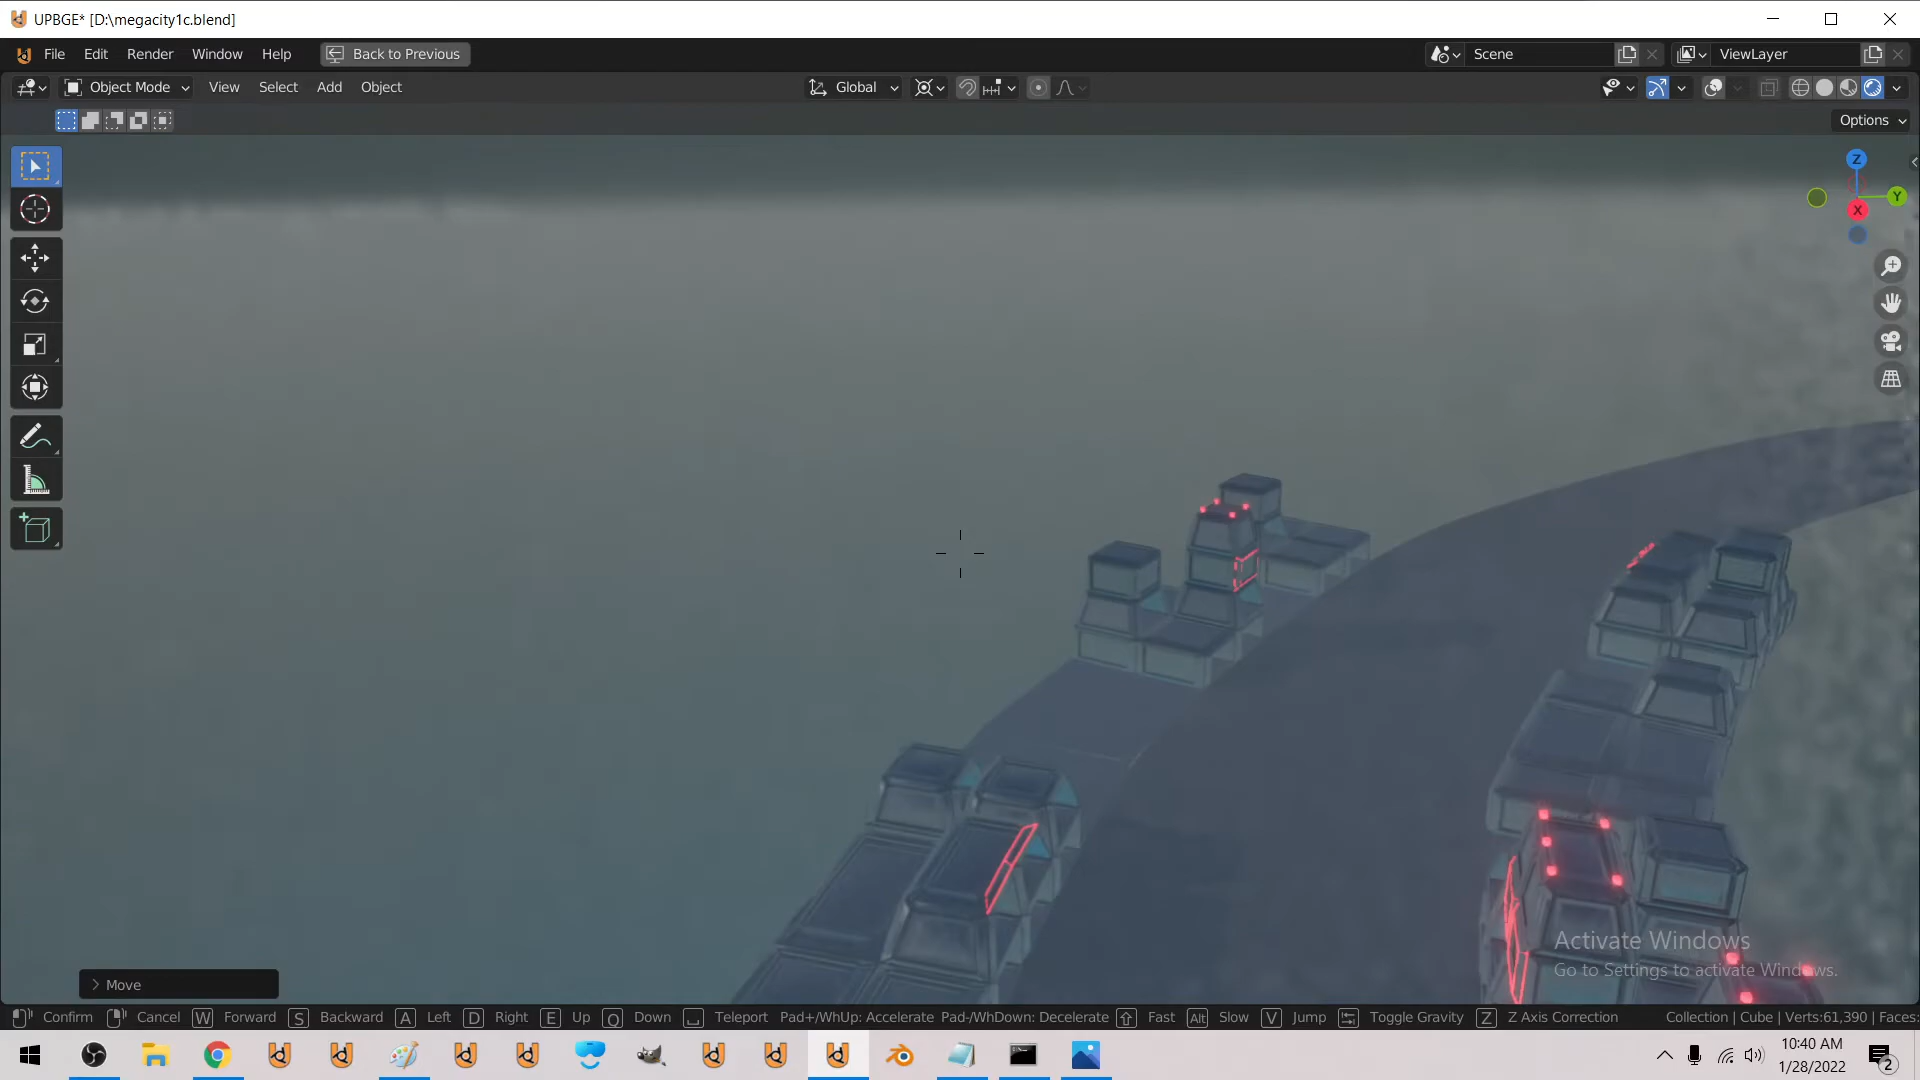 UPBGE* [D:\megacity1c.blend]
File Edit Render Window Help Back to Previous Scene ViewLayer
Object Mode View Select Add Object Global
Options
Z
Y
X
Move
Activate Windows
Go to Settings to activate Windows.
Confirm Cancel W Forward S Backward A Left D Right E Up Q Down Teleport Pad+/WhUp: Accelerate Pad-/WhDown: Decelerate Fast Alt Slow V Jump Toggle Gravity Z Z Axis Correction Collection | Cube | Verts:61,390 | Faces:
10:40 AM
1/28/2022
2